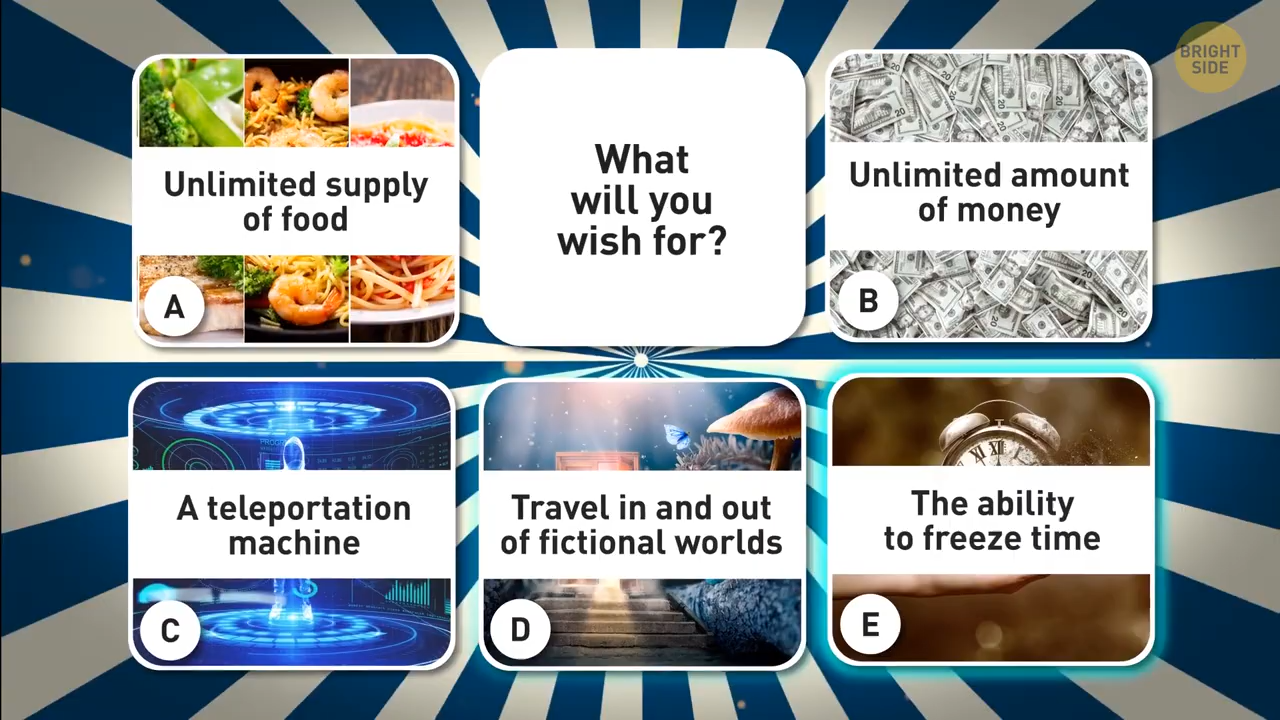 BRIGHT
SIDE
Unlimited supply
of food
A
What
will you
wish for?
Unlimited amount
of money
B
A teleportation
machine
C
Travel in and out
of fictional worlds
D
The ability
to freeze time
E